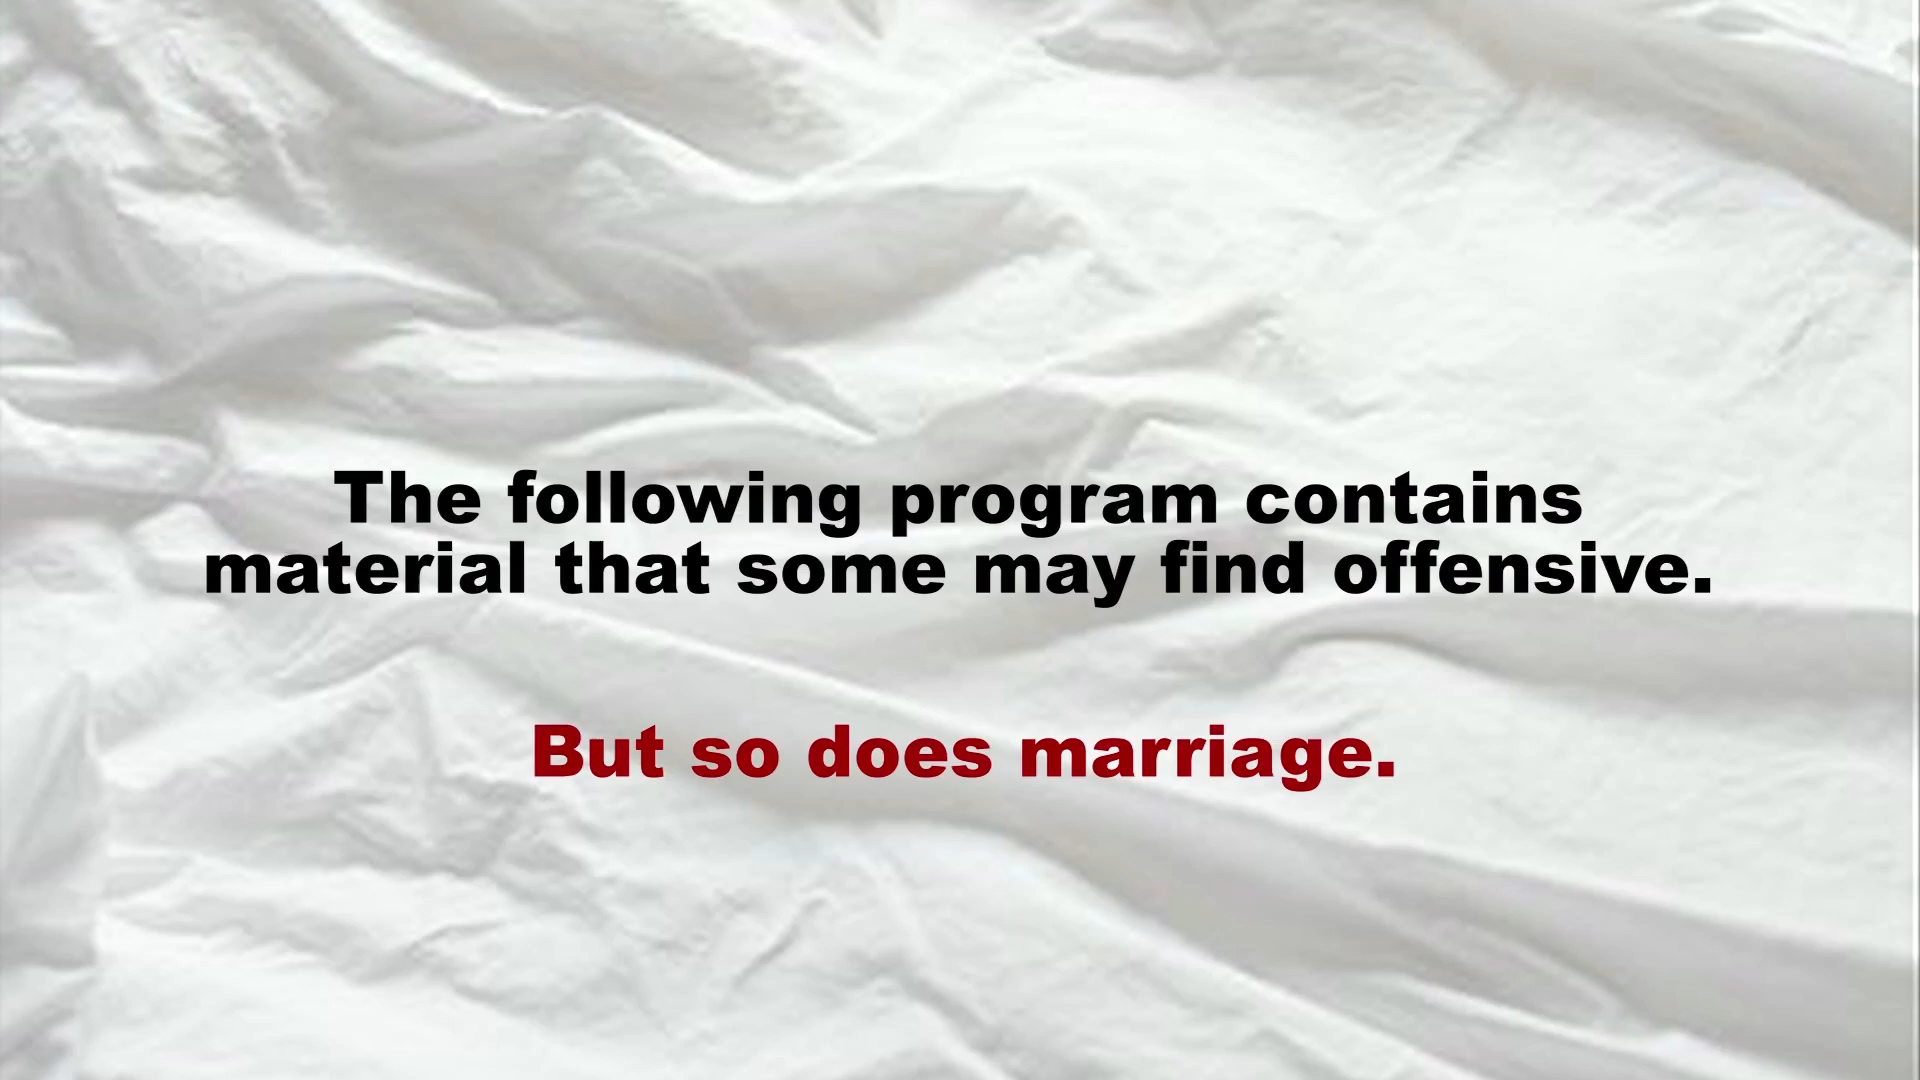 The following program contains
material that some may find offensive.
But so does marriage.